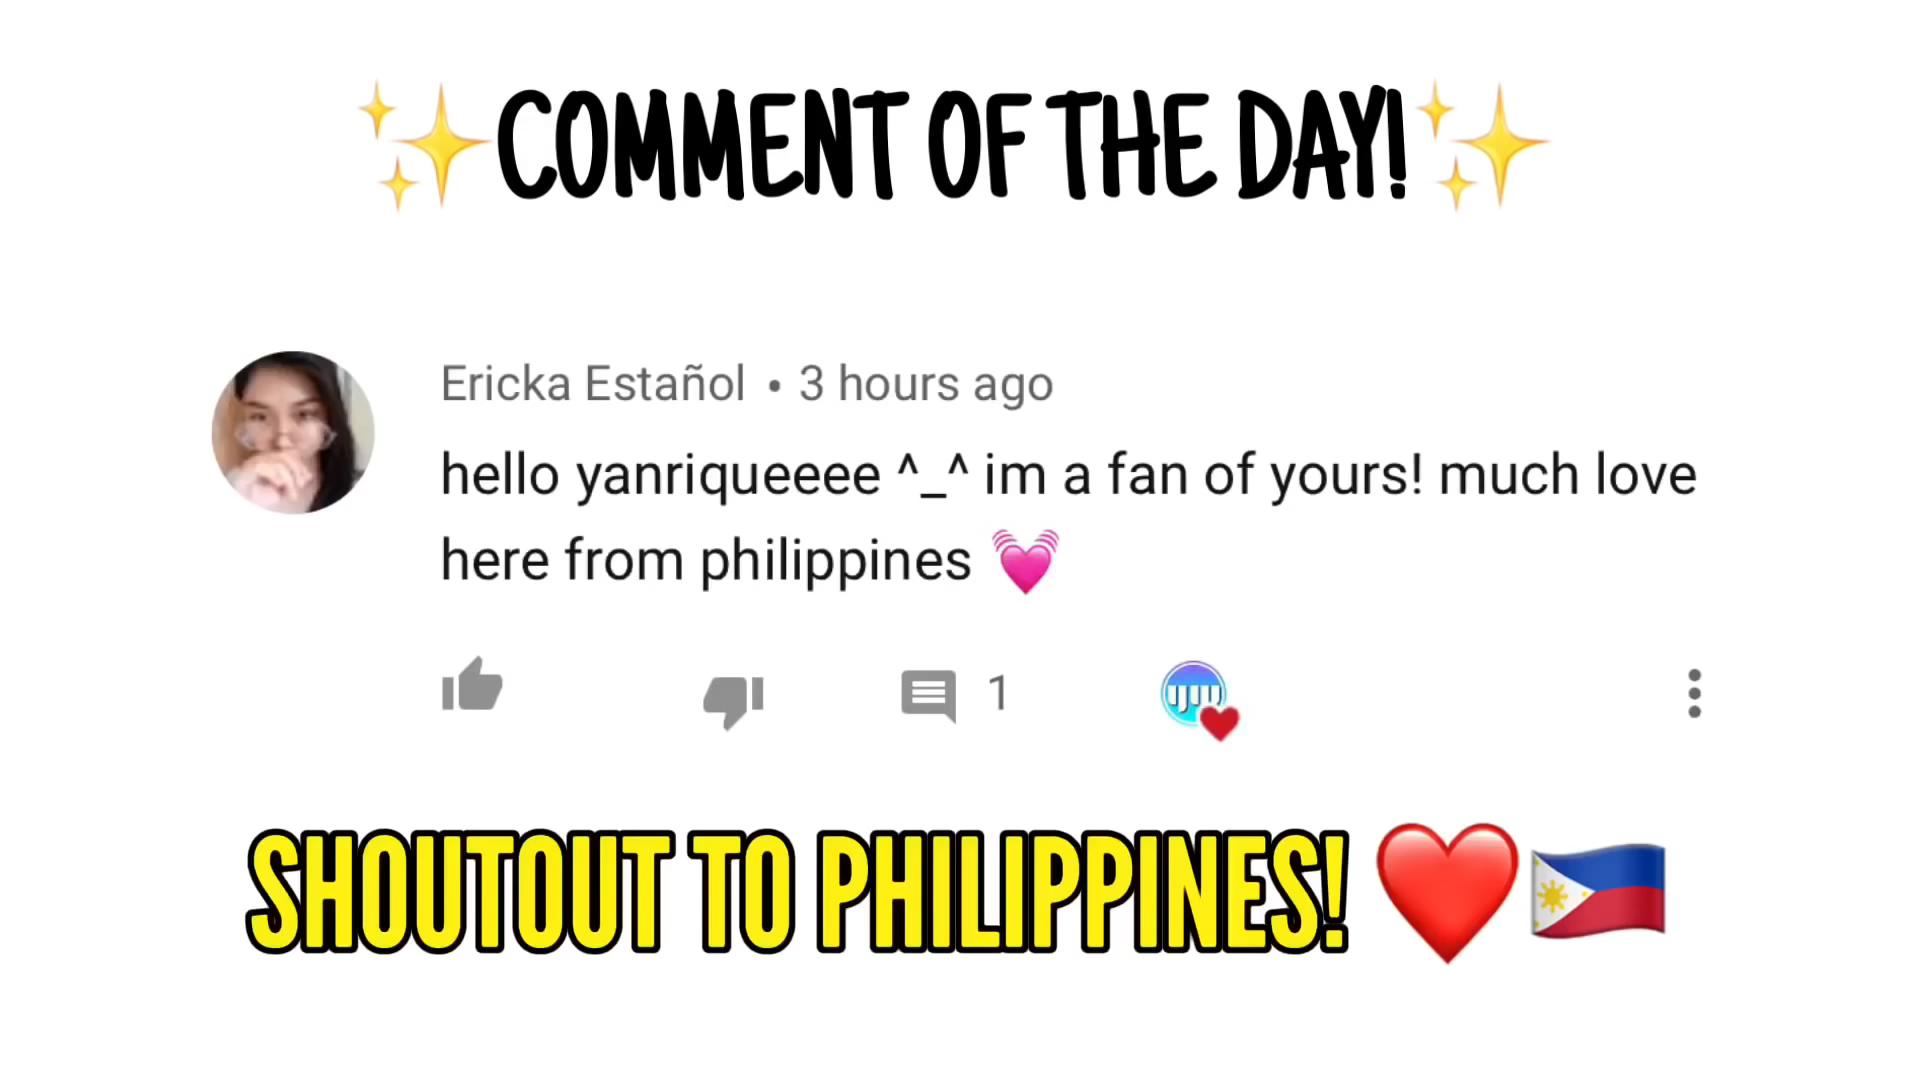 ✨COMMENT OF THE DAY!✨
Ericka Estañol • 3 hours ago
hello yanriqueeee ^_^ im a fan of yours! much love
here from philippines 💓
1
SHOUTOUT TO PHILIPPINES! ❤️🇵🇭